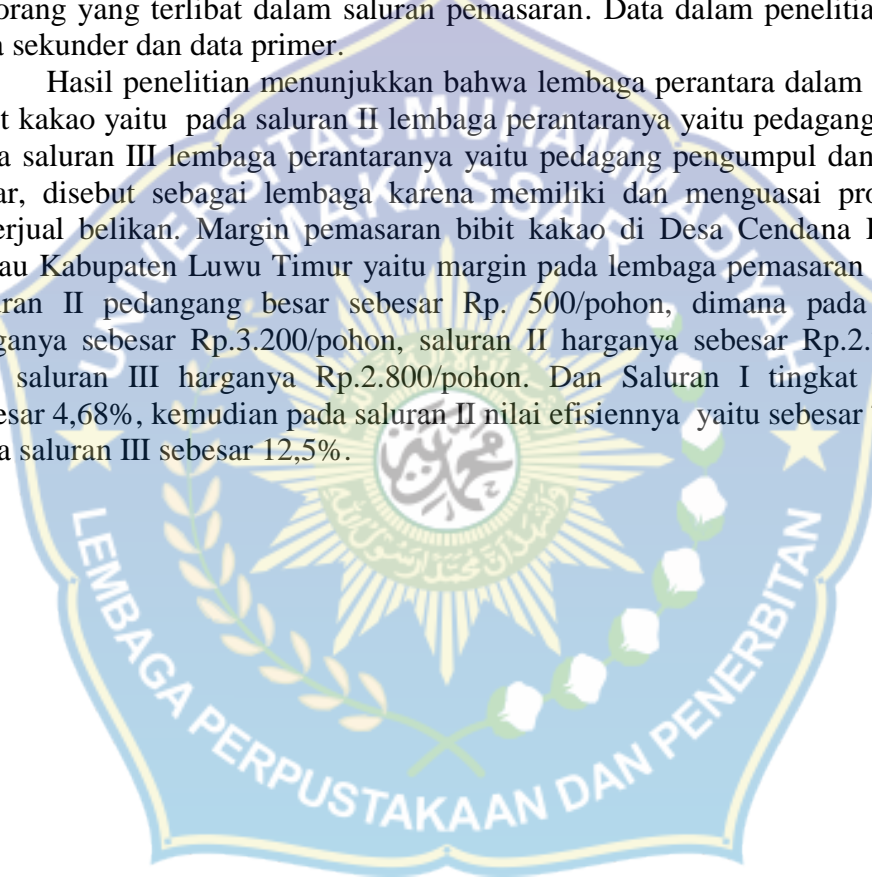 orang yang terlibat dalam saluran pemasaran. Data dalam penelitia
sekunder dan data primer.
Hasil penelitian menunjukkan bahwa lembaga perantara dalam
t kakao yaitu pada saluran II lembaga perantaranya yaitu pedagang
a saluran III lembaga perantaranya yaitu pedagang pengumpul dan
ar, disebut sebagai lembaga karena memiliki dan menguasai pro
erjual belikan. Margin pemasaran bibit kakao di Desa Cendana
au Kabupaten Luwu Timur yaitu margin pada lembaga pemasaran
ran II pedangang besar sebesar Rp. 500/pohon, dimana pada
ganya sebesar Rp.3.200/pohon, saluran II harganya sebesar Rp.2.
saluran III harganya Rp.2.800/pohon. Dan Saluran I tingkat
esar 4,68%, kemudian pada saluran II nilai efisiennya yaitu sebesar
a saluran III sebesar 12,5%.
UNIVERSITAS MUHAMMADIYAH
MAKASSAR
LEMBAGA PERPUSTAKAAN DAN PENERBITAN